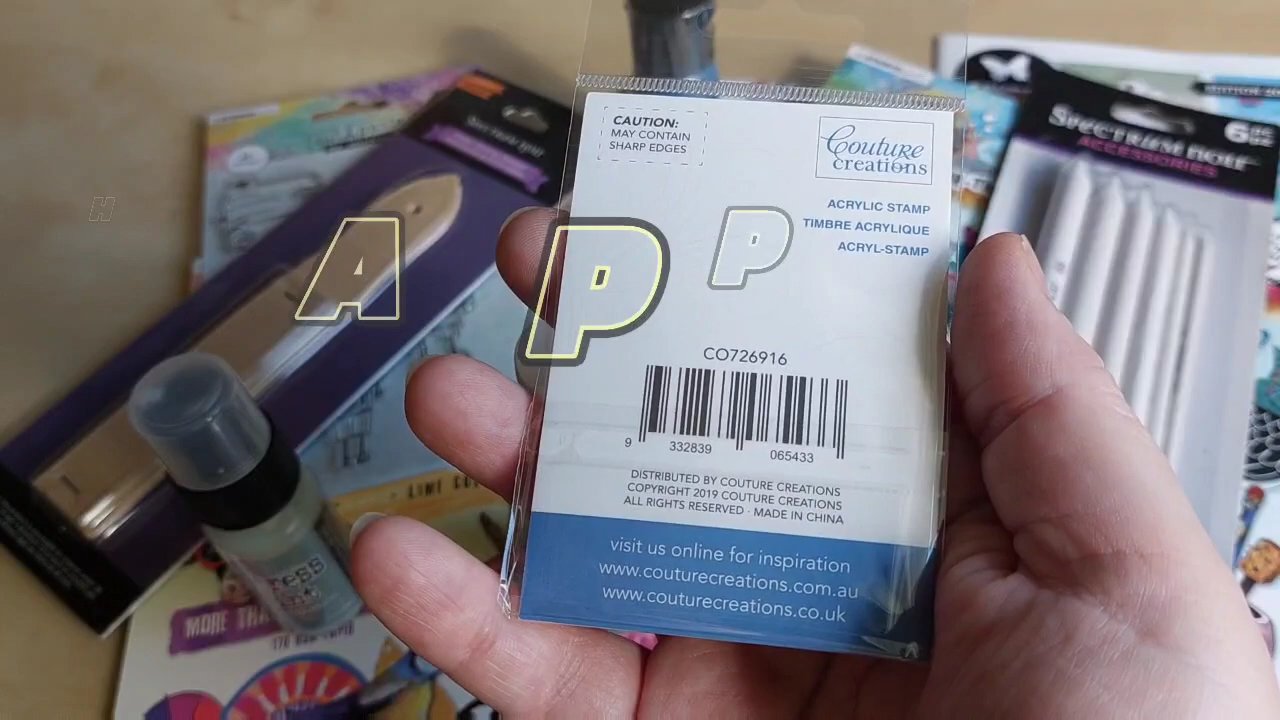 CAUTION:
MAY CONTAIN
SHARP EDGES
Couture
creations
ACRYLIC STAMP
TIMBRE ACRYLIQUE
ACRYL-STAMP
H A P P
CO726916
9 332839 065433
DISTRIBUTED BY COUTURE CREATIONS
COPYRIGHT 2019 COUTURE CREATIONS
ALL RIGHTS RESERVED · MADE IN CHINA
visit us online for inspiration
www.couturecreations.com.au
www.couturecreations.co.uk
SPECTRUM NOIR
ACCESSORIES
6
MORE THA